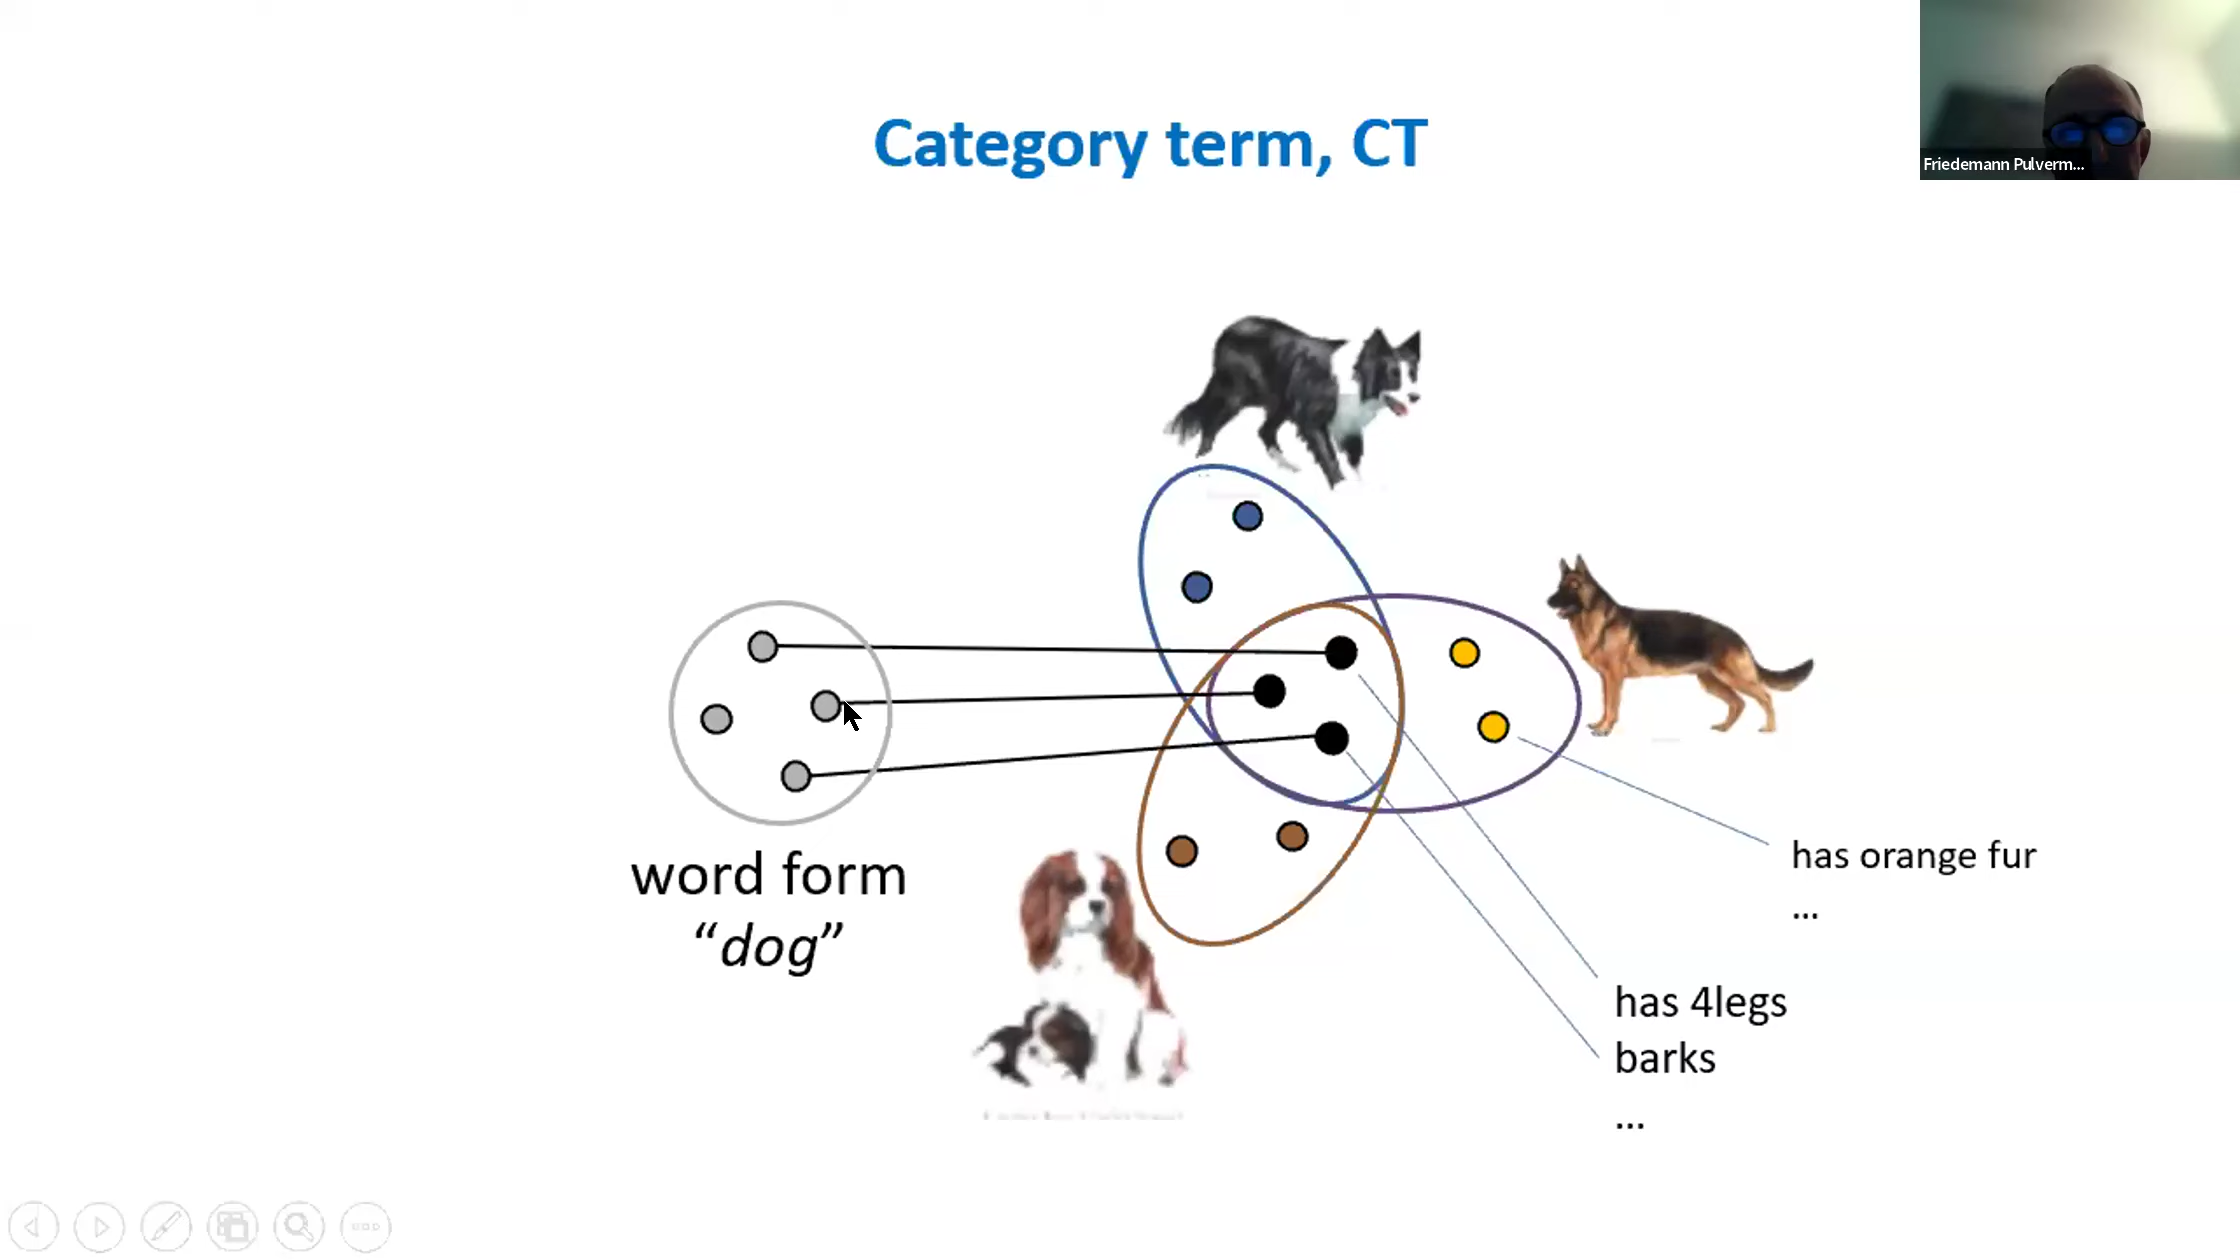 Category term, CT
Friedemann Pulverm...
word form
“dog”
has orange fur
...
has 4legs
barks
...